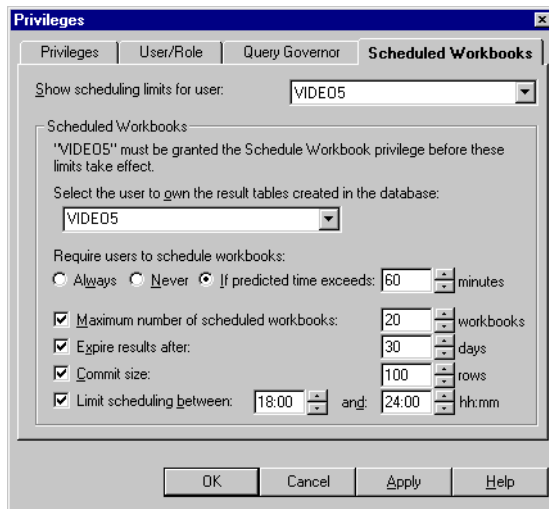 Privileges
Privileges User/Role Query Governor Scheduled Workbooks
Show scheduling limits for user: VIDEO5
Scheduled Workbooks
"VIDEO5" must be granted the Schedule Workbook privilege before these
limits take effect.
Select the user to own the result tables created in the database:
VIDEO5
Require users to schedule workbooks:
Always Never If predicted time exceeds: 60 minutes
Maximum number of scheduled workbooks: 20 workbooks
Expire results after: 30 days
Commit size: 100 rows
Limit scheduling between: 18:00 and: 24:00 hh:mm
OK Cancel Apply Help